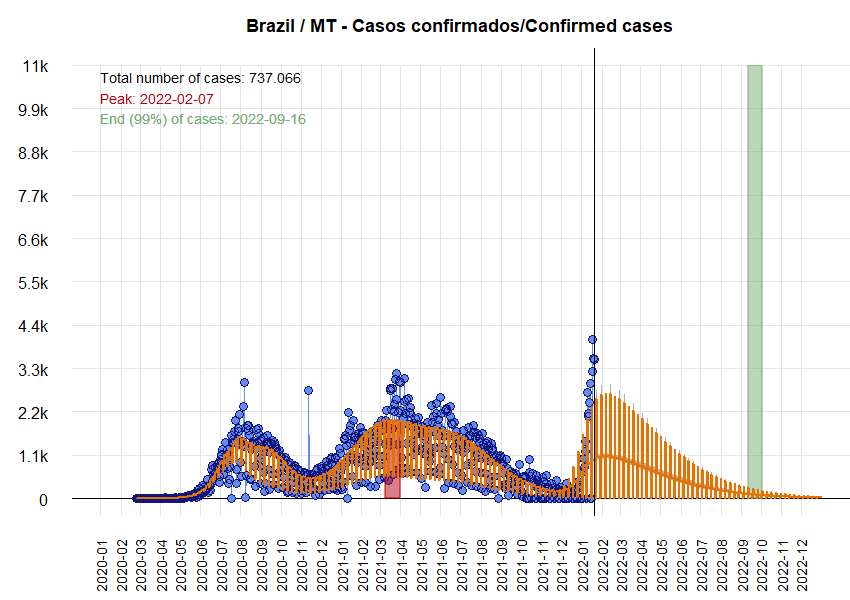 Brazil / MT - Casos confirmados/Confirmed cases
11k
Total number of cases: 737.066
Peak: 2022-02-07
End (99%) of cases: 2022-09-16
9.9k
8.8k
7.7k
6.6k
5.5k
4.4k
3.3k
2.2k
1.1k
0
2020-01
2020-02
2020-03
2020-04
2020-05
2020-06
2020-07
2020-08
2020-09
2020-10
2020-11
2020-12
2021-01
2021-02
2021-03
2021-04
2021-05
2021-06
2021-07
2021-08
2021-09
2021-10
2021-11
2021-12
2022-01
2022-02
2022-03
2022-04
2022-05
2022-06
2022-07
2022-08
2022-09
2022-10
2022-11
2022-12